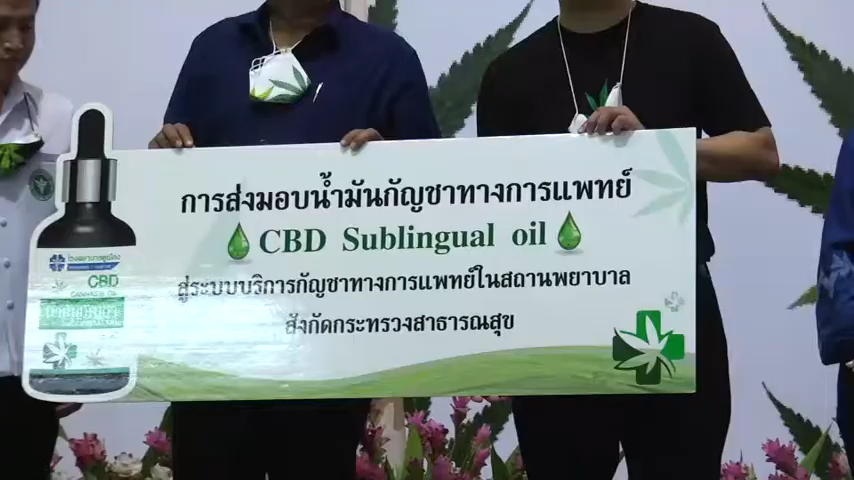 การส่งมอบน้ำมันกัญชาทางการแพทย์
CBD Sublingual oil
สู่ระบบบริการกัญชาทางการแพทย์ในสถานพยาบาล
สังกัดกระทรวงสาธารณสุข
CBD